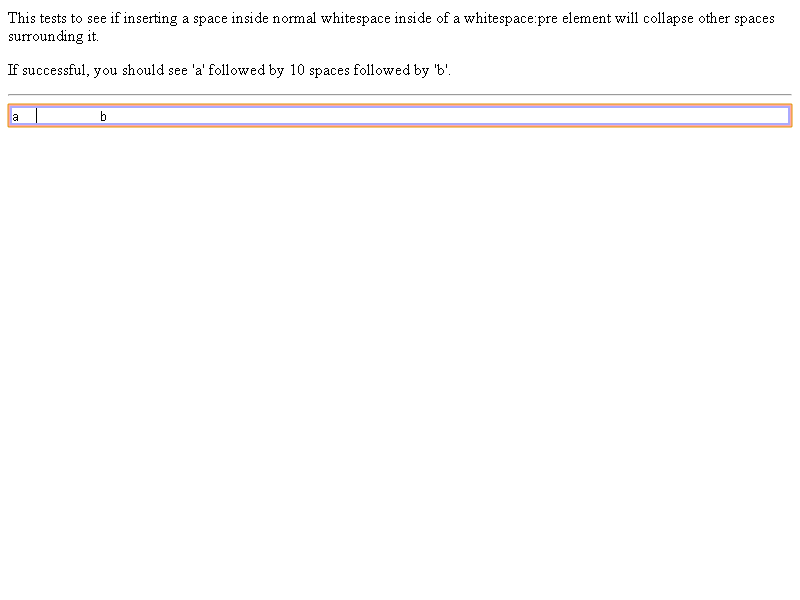 This tests to see if inserting a space inside normal whitespace inside of a whitespace:pre element will collapse other spaces
surrounding it.
If successful, you should see 'a' followed by 10 spaces followed by 'b'.
a          b